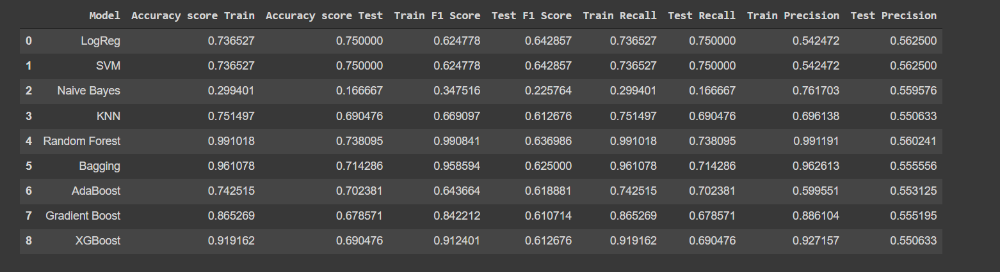 Model Accuracy score Train Accuracy score Test Train F1 Score Test F1 Score Train Recall Test Recall Train Precision Test Precision
0 LogReg 0.736527 0.750000 0.624778 0.642857 0.736527 0.750000 0.542472 0.562500
1 SVM 0.736527 0.750000 0.624778 0.642857 0.736527 0.750000 0.542472 0.562500
2 Naive Bayes 0.299401 0.166667 0.347516 0.225764 0.299401 0.166667 0.761703 0.559576
3 KNN 0.751497 0.690476 0.669097 0.612676 0.751497 0.690476 0.696138 0.550633
4 Random Forest 0.991018 0.738095 0.990841 0.636986 0.991018 0.738095 0.991191 0.560241
5 Bagging 0.961078 0.714286 0.958594 0.625000 0.961078 0.714286 0.962613 0.555556
6 AdaBoost 0.742515 0.702381 0.643664 0.618881 0.742515 0.702381 0.599551 0.553125
7 Gradient Boost 0.865269 0.678571 0.842212 0.610714 0.865269 0.678571 0.886104 0.555195
8 XGBoost 0.919162 0.690476 0.912401 0.612676 0.919162 0.690476 0.927157 0.550633